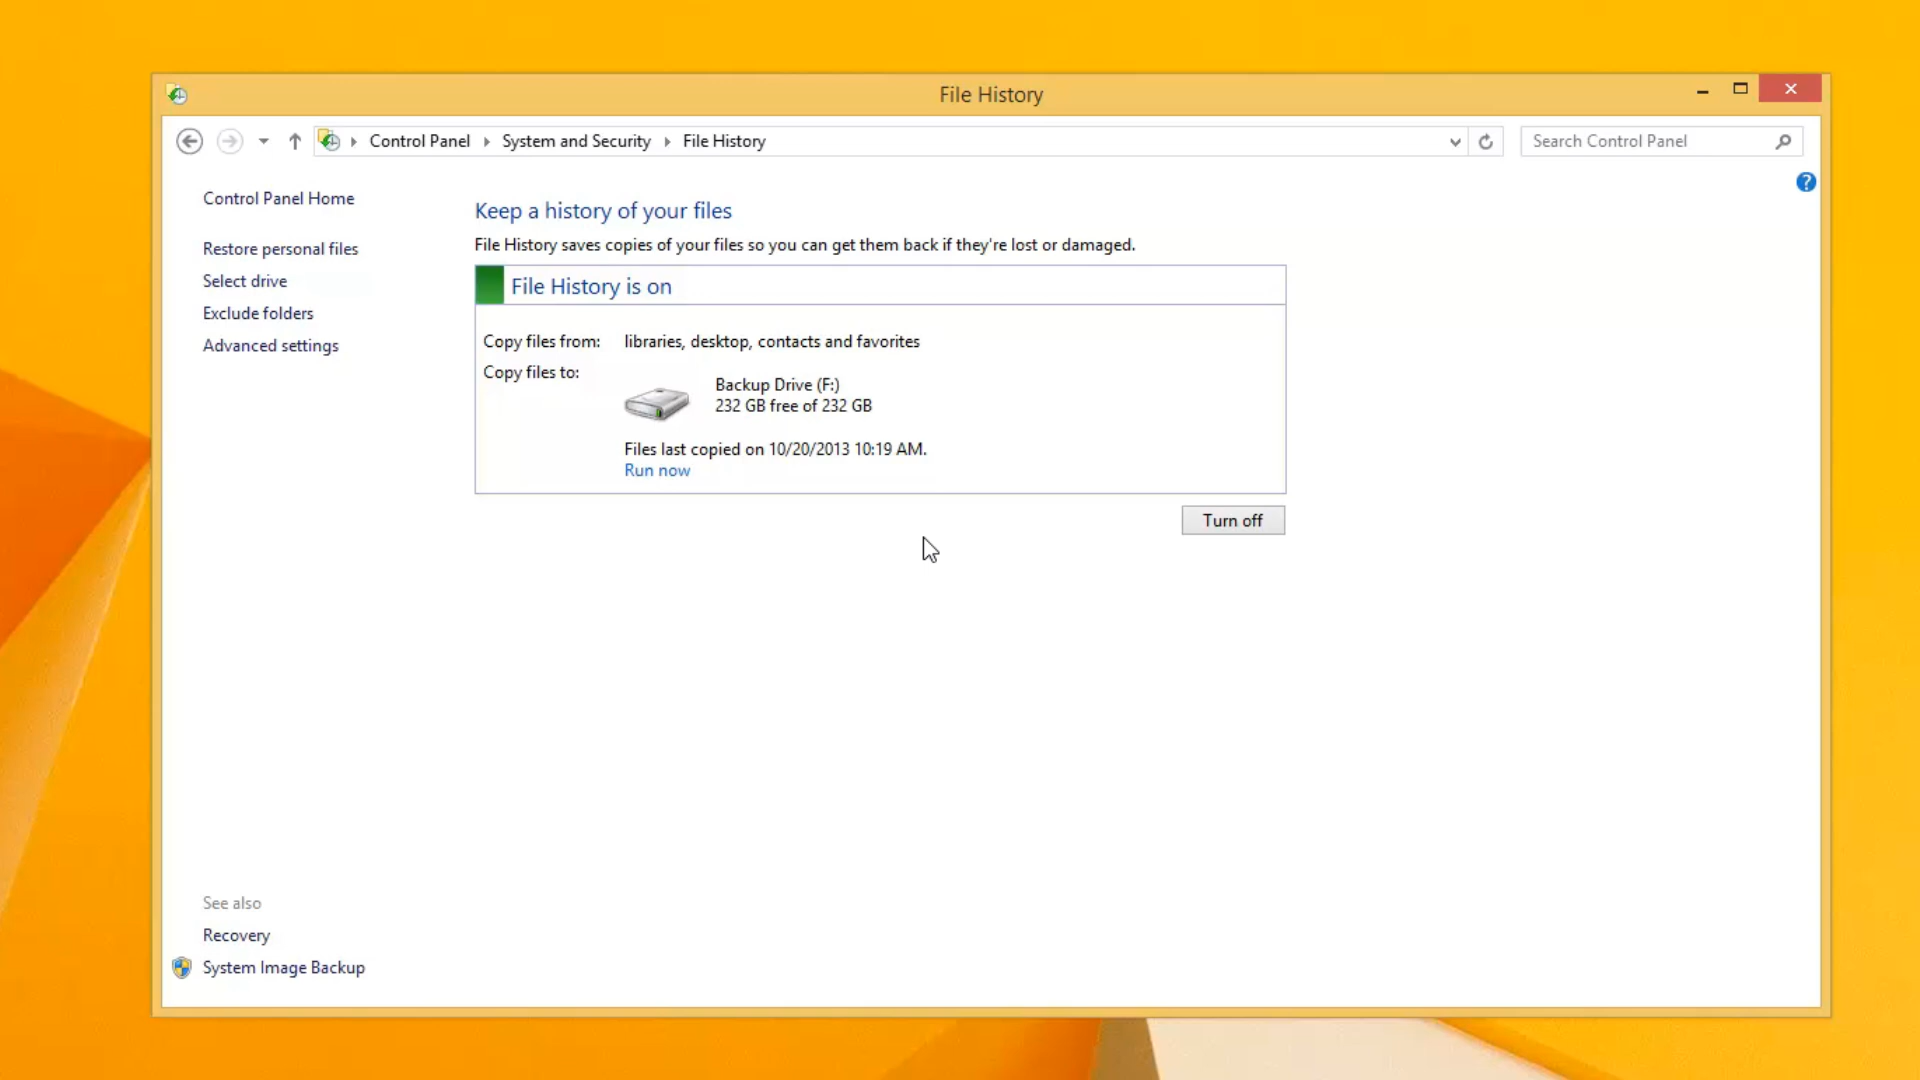 File History
Control Panel System and Security File History
Search Control Panel
Control Panel Home
Restore personal files
Select drive
Exclude folders
Advanced settings
Keep a history of your files
File History saves copies of your files so you can get them back if they're lost or damaged.
File History is on
Copy files from: libraries, desktop, contacts and favorites
Copy files to:
Backup Drive (F:)
232 GB free of 232 GB
Files last copied on 10/20/2013 10:19 AM.
Run now
Turn off
See also
Recovery
System Image Backup